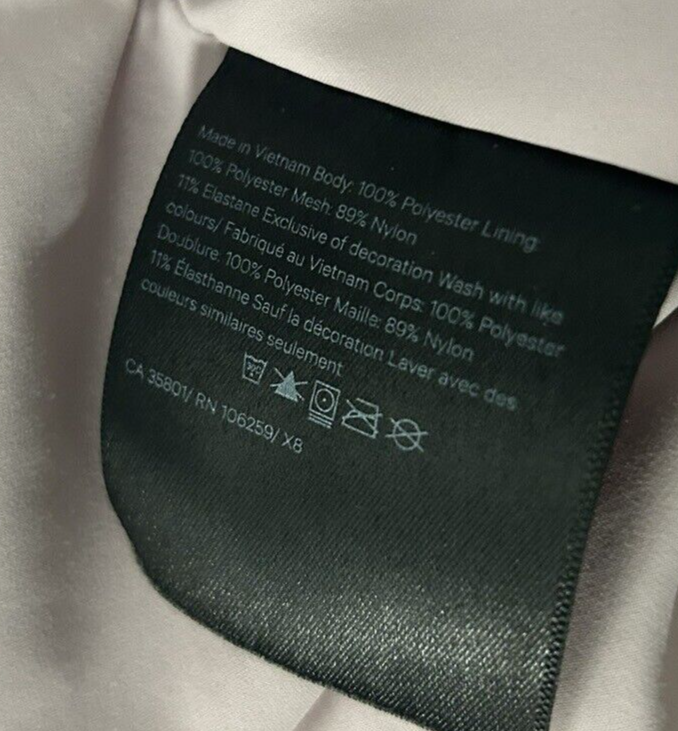 Made in Vietnam Body: 100% Polyester Lining:
100% Polyester Mesh: 89% Nylon
11% Elastane Exclusive of decoration Wash with like
colours/ Fabriqué au Vietnam Corps: 100% Polyester
Doublure: 100% Polyester Maille: 89% Nylon
11% Élasthanne Sauf la décoration Laver avec des
couleurs similaires seulement
CA 35801/ RN 106259/ X8